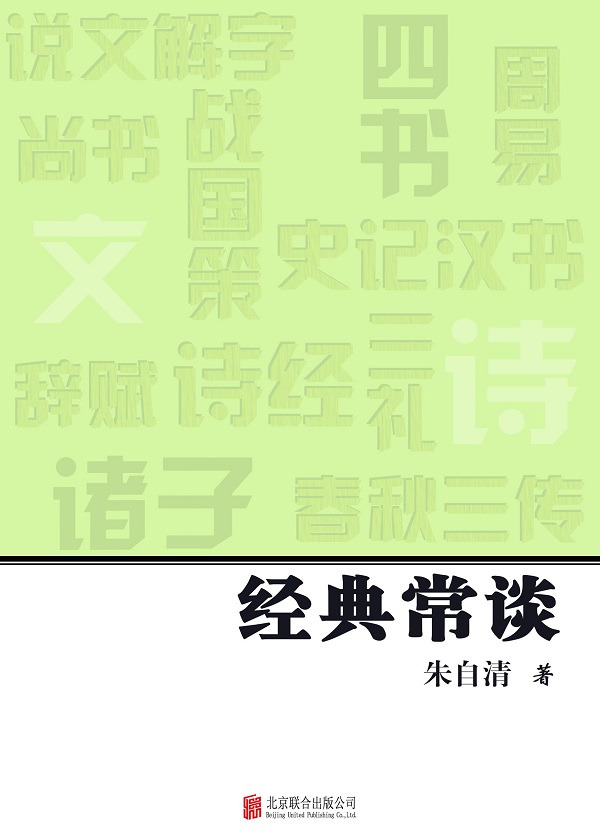 说文解字
四书
周易
尚书
战国策
文
史记汉书
辞赋
诗经
三礼
诗
诸子
春秋三传
经典常谈
朱自清 著
北京联合出版公司
Beijing United Publishing Co.,Ltd.